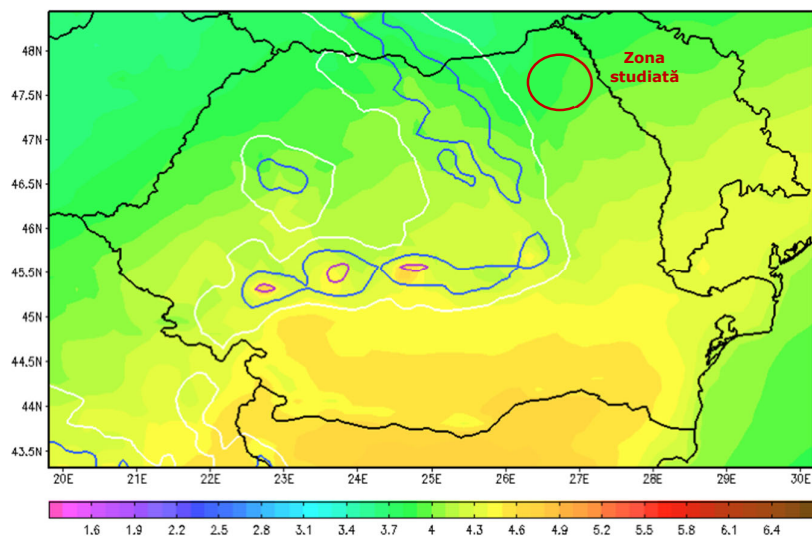 48N
Zona
studiată
47.5N
47N
46.5N
46N
45.5N
45N
44.5N
44N
43.5N
20E 21E 22E 23E 24E 25E 26E 27E 28E 29E 30E
1.6 1.9 2.2 2.5 2.8 3.1 3.4 3.7 4 4.3 4.6 4.9 5.2 5.5 5.8 6.1 6.4